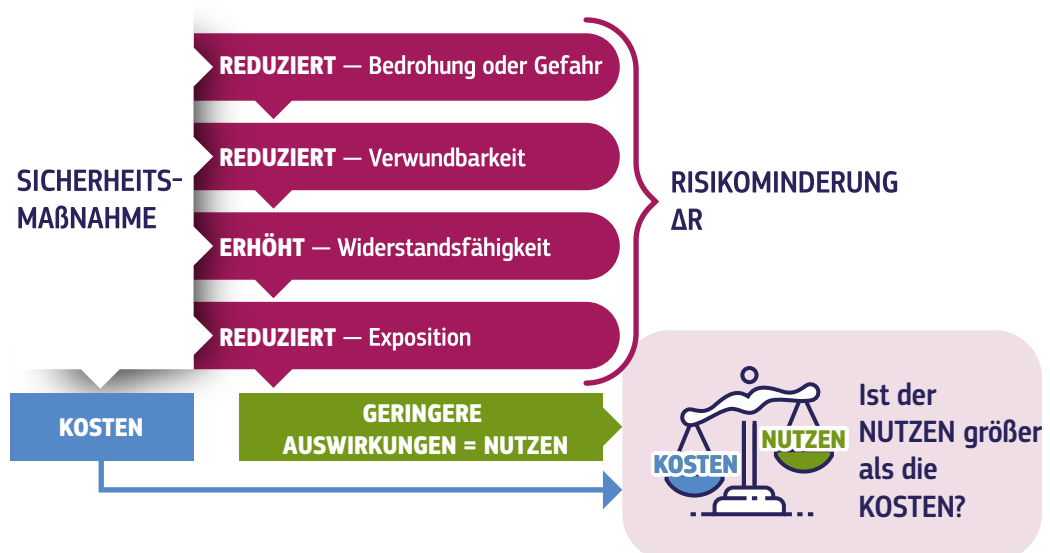 SICHERHEITS-
MAßNAHME
REDUZIERT — Bedrohung oder Gefahr
REDUZIERT — Verwundbarkeit
ERHÖHT — Widerstandsfähigkeit
REDUZIERT — Exposition
RISIKOMINDERUNG
ΔR
KOSTEN
GERINGERE
AUSWIRKUNGEN = NUTZEN
KOSTEN
NUTZEN
Ist der
NUTZEN größer
als die
KOSTEN?